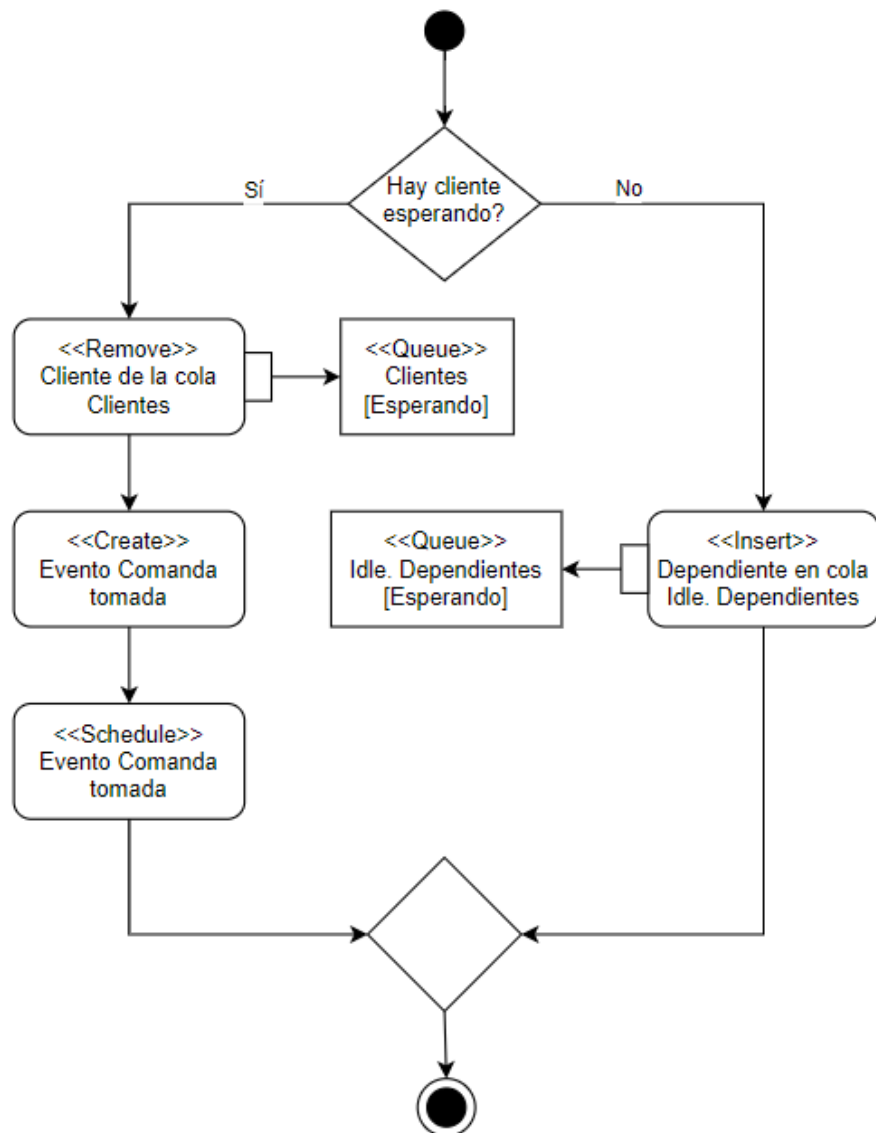 Hay cliente
esperando?
Sí
No
<<Remove>>
Cliente de la cola
Clientes
<<Queue>>
Clientes
[Esperando]
<<Create>>
Evento Comanda
tomada
<<Queue>>
Idle. Dependientes
[Esperando]
<<Insert>>
Dependiente en cola
Idle. Dependientes
<<Schedule>>
Evento Comanda
tomada